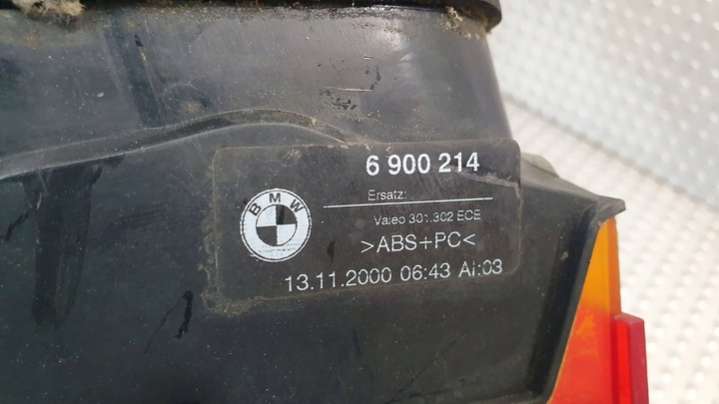 6 900 214
Ersatz:
BMW
Valeo 301.302 ECE
>ABS+PC<
13.11.2000 06:43 AI:03